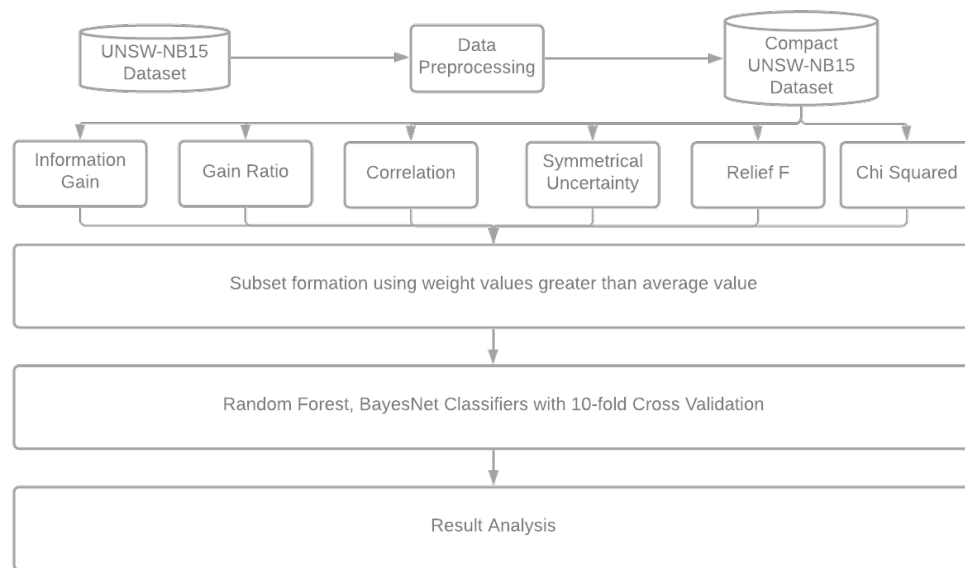 UNSW-NB15
Dataset
Data
Preprocessing
Compact
UNSW-NB15
Dataset
Information
Gain
Gain Ratio
Correlation
Symmetrical
Uncertainty
Relief F
Chi Squared
Subset formation using weight values greater than average value
Random Forest, BayesNet Classifiers with 10-fold Cross Validation
Result Analysis